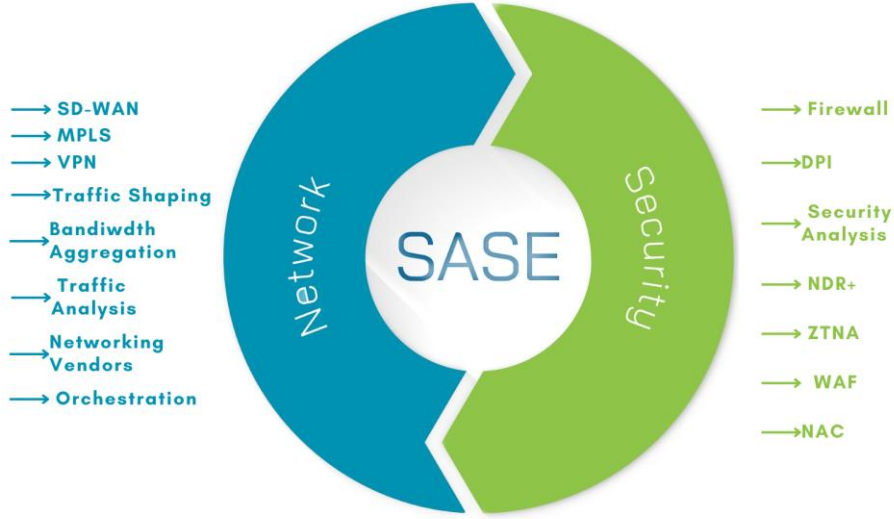 SD-WAN
MPLS
VPN
Traffic Shaping
Bandiwdth
Aggregation
Traffic
Analysis
Networking
Vendors
Orchestration
Network
SASE
Security
Firewall
DPI
Security
Analysis
NDR+
ZTNA
WAF
NAC